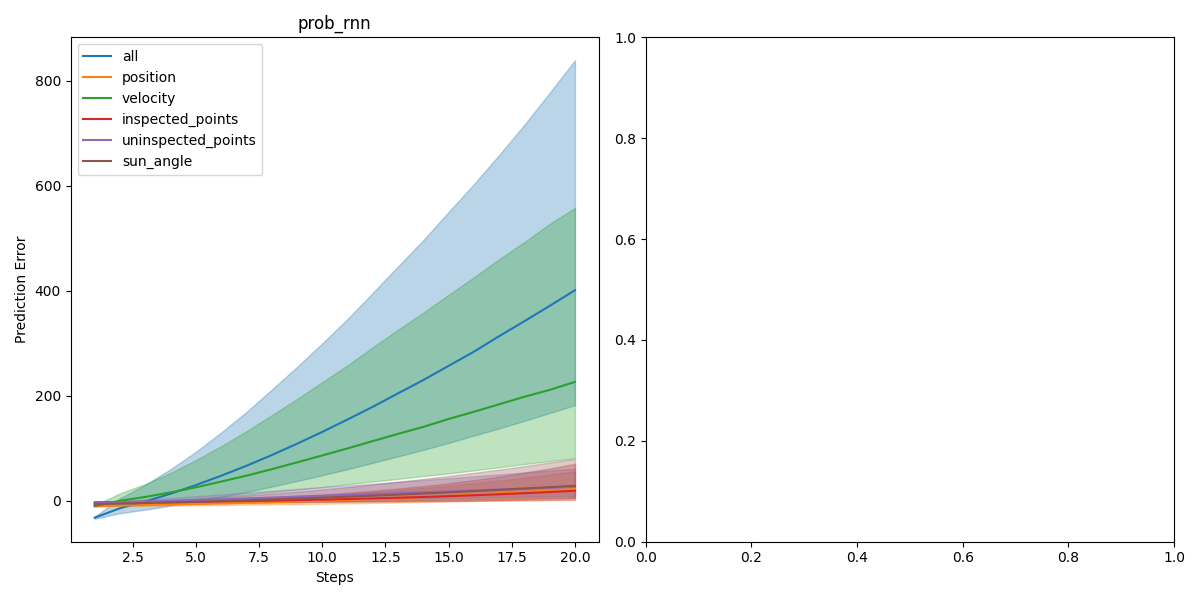 prob_rnn
all
position
velocity
inspected_points
uninspected_points
sun_angle
Prediction Error
800
600
400
200
0
2.5 5.0 7.5 10.0 12.5 15.0 17.5 20.0
Steps
1.0
0.8
0.6
0.4
0.2
0.0
0.0 0.2 0.4 0.6 0.8 1.0